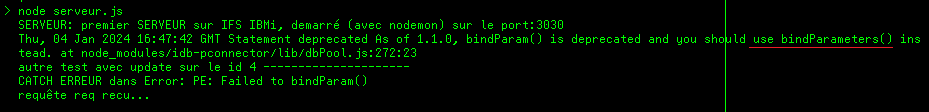 > node serveur.js
SERVEUR: premier SERVEUR sur IFS IBMi, demarré (avec nodemon) sur le port:3030
Thu, 04 Jan 2024 16:47:42 GMT Statement deprecated As of 1.1.0, bindParam() is deprecated and you should use bindParameters() ins
tead. at node_modules/idb-pconnector/lib/dbPool.js:272:23
autre test avec update sur le id 4 ---------------------
CATCH ERREUR dans Error: PE: Failed to bindParam()
requête req recu...